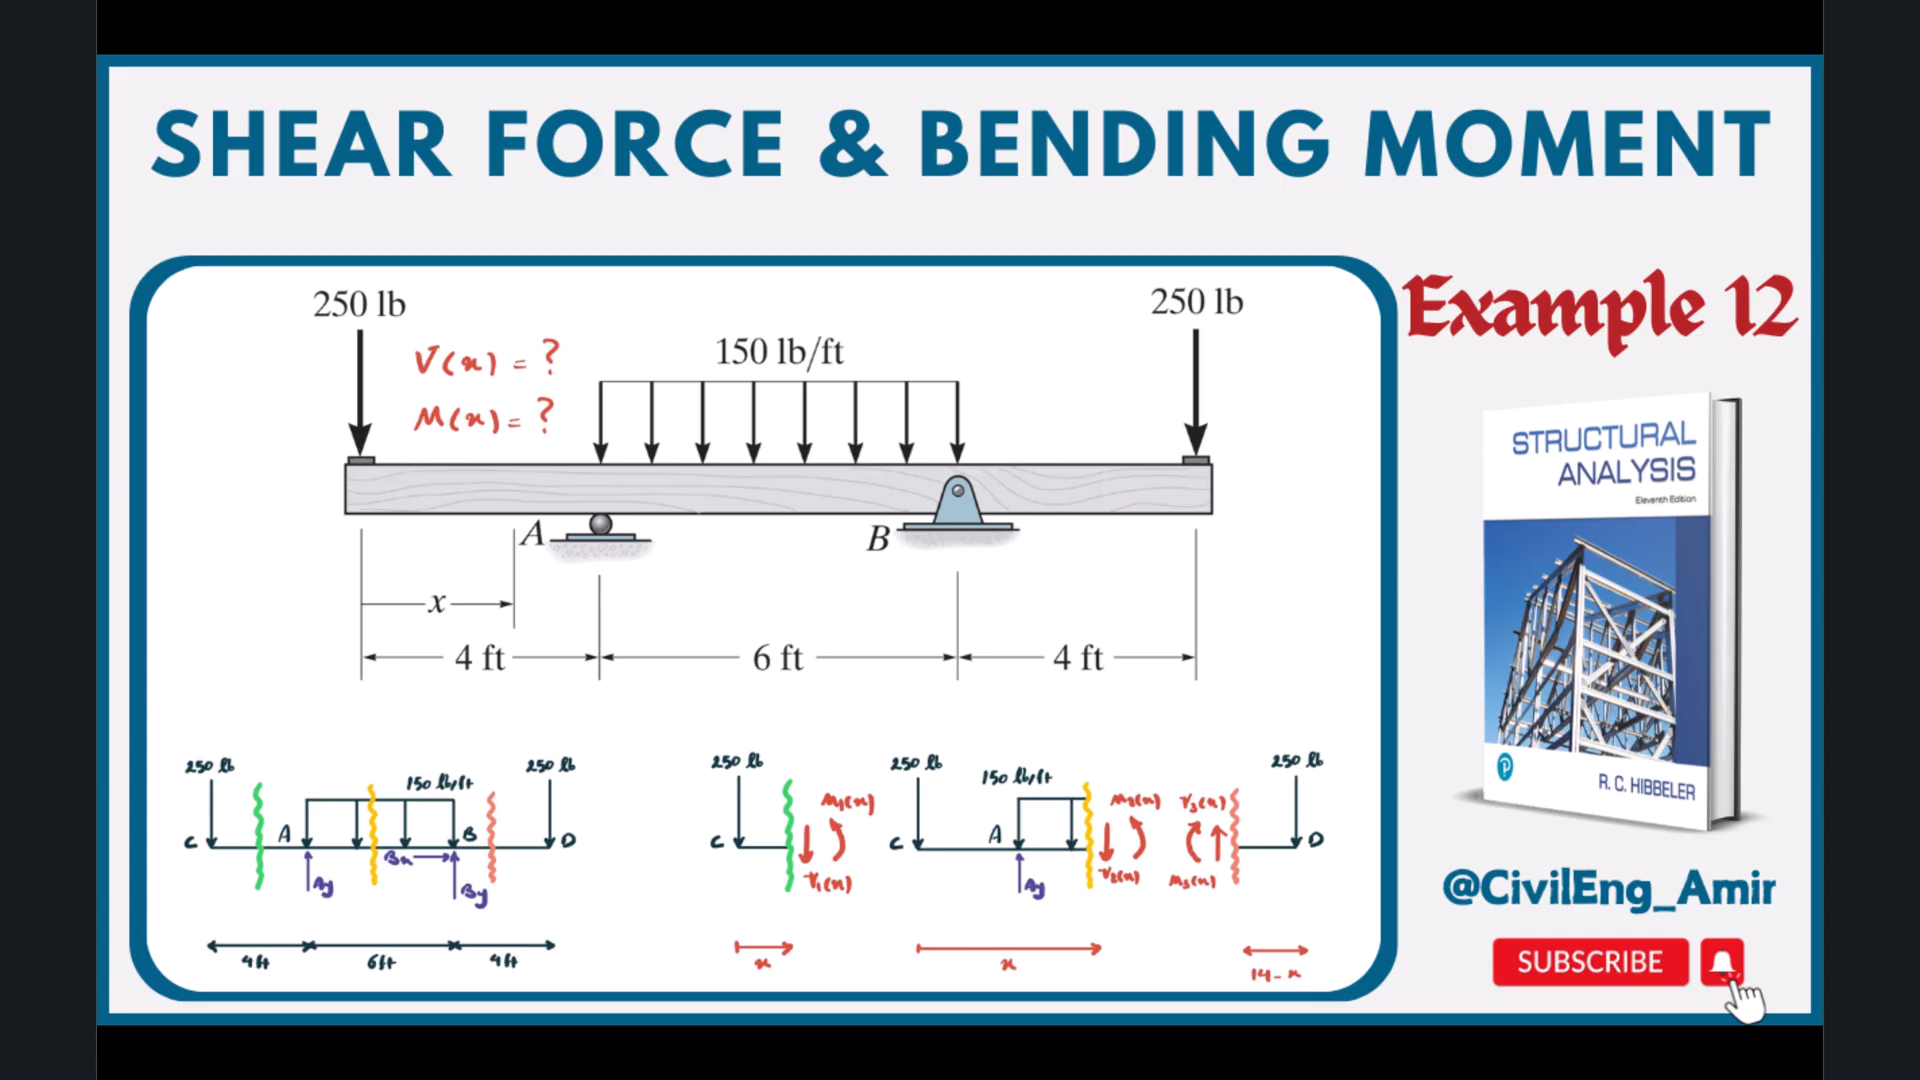 SHEAR FORCE & BENDING MOMENT
Example 12
250 lb
250 lb
V(x) = ?
M(x) = ?
150 lb/ft
A
B
x
4 ft
6 ft
4 ft
STRUCTURAL
ANALYSIS
Eleventh Edition
P
R. C. HIBBELER
250 lb
150 lb/ft
250 lb
C
A
B
D
Bx
Ay
By
4ft
6ft
4ft
250 lb
C
M1(x)
V1(x)
x
250 lb
150 lb/ft
C
A
Ay
M2(x)
V2(x)
x
V3(x)
M3(x)
250 lb
D
14-x
@CivilEng_Amir
SUBSCRIBE